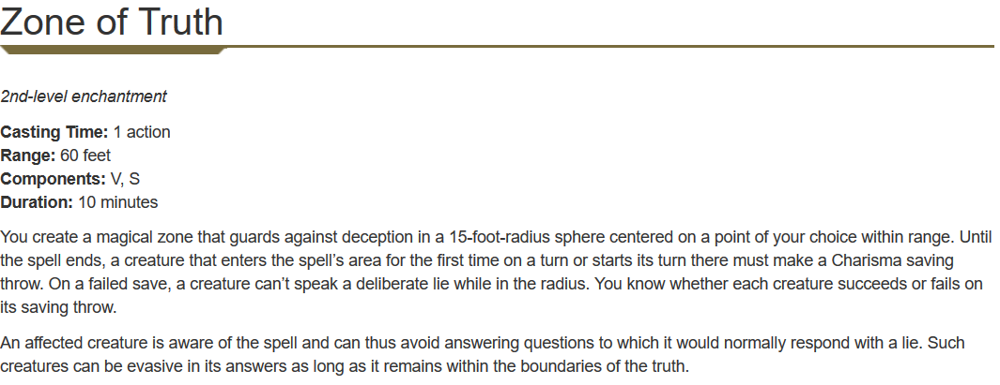 Zone of Truth
2nd-level enchantment
Casting Time: 1 action
Range: 60 feet
Components: V, S
Duration: 10 minutes
You create a magical zone that guards against deception in a 15-foot-radius sphere centered on a point of your choice within range. Until
the spell ends, a creature that enters the spell’s area for the first time on a turn or starts its turn there must make a Charisma saving
throw. On a failed save, a creature can’t speak a deliberate lie while in the radius. You know whether each creature succeeds or fails on
its saving throw.
An affected creature is aware of the spell and can thus avoid answering questions to which it would normally respond with a lie. Such
creatures can be evasive in its answers as long as it remains within the boundaries of the truth.